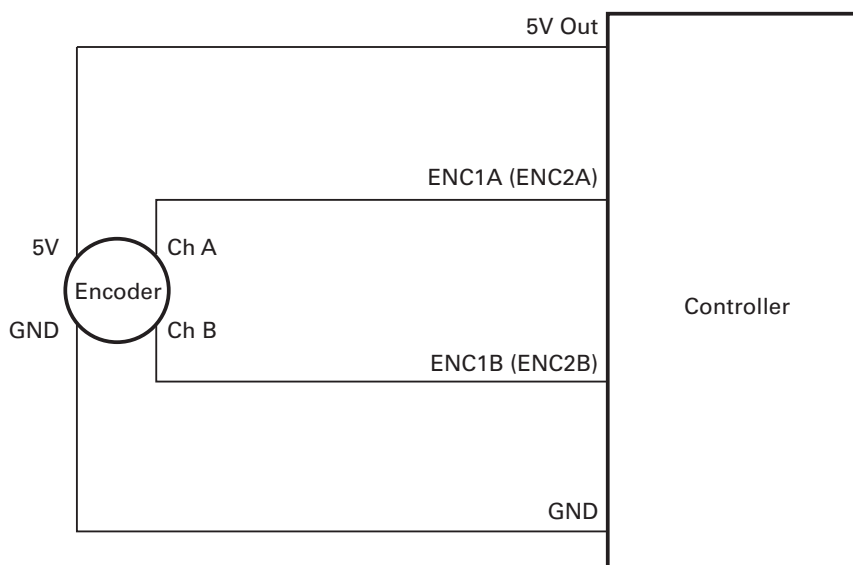 5V Out
ENC1A (ENC2A)
5V
Ch A
Encoder
Controller
GND
Ch B
ENC1B (ENC2B)
GND